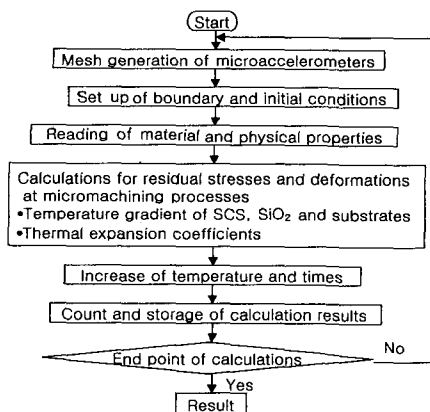 Start
Mesh generation of microaccelerometers
Set up of boundary and initial conditions
Reading of material and physical properties
Calculations for residual stresses and deformations
at micromachining processes
•Temperature gradient of SCS, SiO₂ and substrates
•Thermal expansion coefficients
Increase of temperature and times
Count and storage of calculation results
End point of calculations
No
Yes
Result